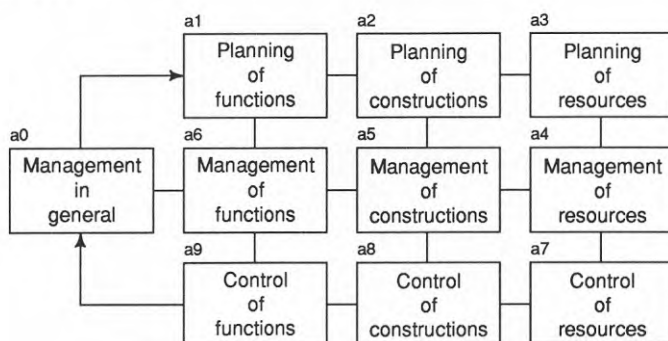 a1
Planning
of
functions
a2
Planning
of
constructions
a3
Planning
of
resources
a0
Management
in
general
a6
Management
of
functions
a5
Management
of
constructions
a4
Management
of
resources
a9
Control
of
functions
a8
Control
of
constructions
a7
Control
of
resources